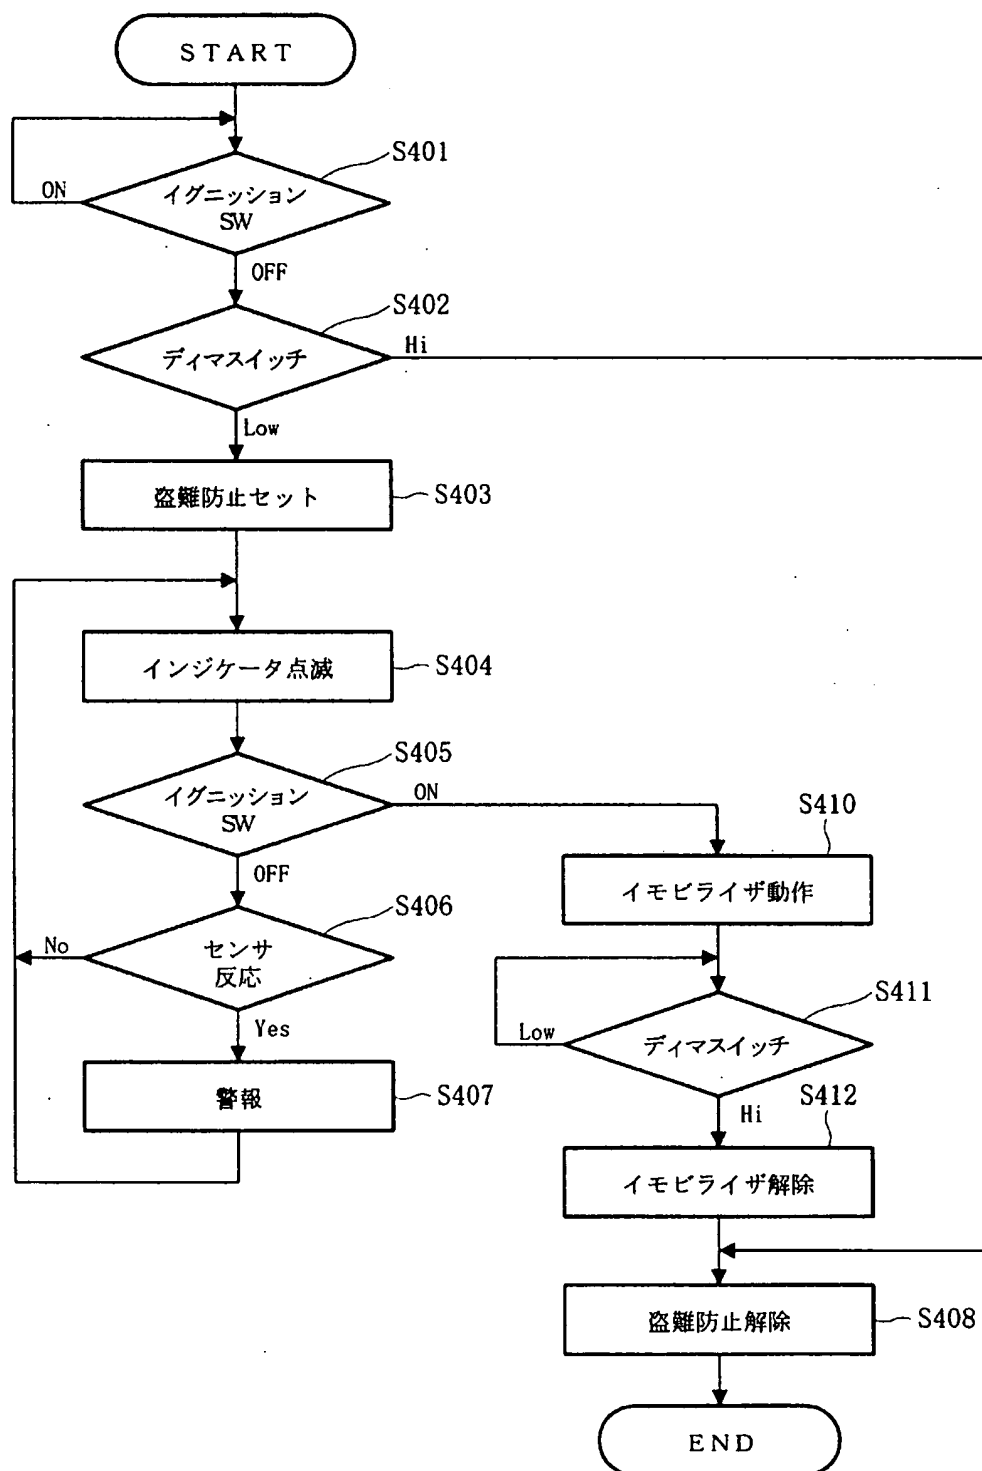 START
S401
ON
イグニッション
SW
OFF
S402
ディマスイッチ
Hi
Low
盗難防止セット
S403
インジケータ点滅
S404
S405
イグニッション
SW
ON
OFF
S406
センサ
反応
No
Yes
警報
S407
S410
イモビライザ動作
S411
ディマスイッチ
Low
Hi
S412
イモビライザ解除
盗難防止解除
S408
END